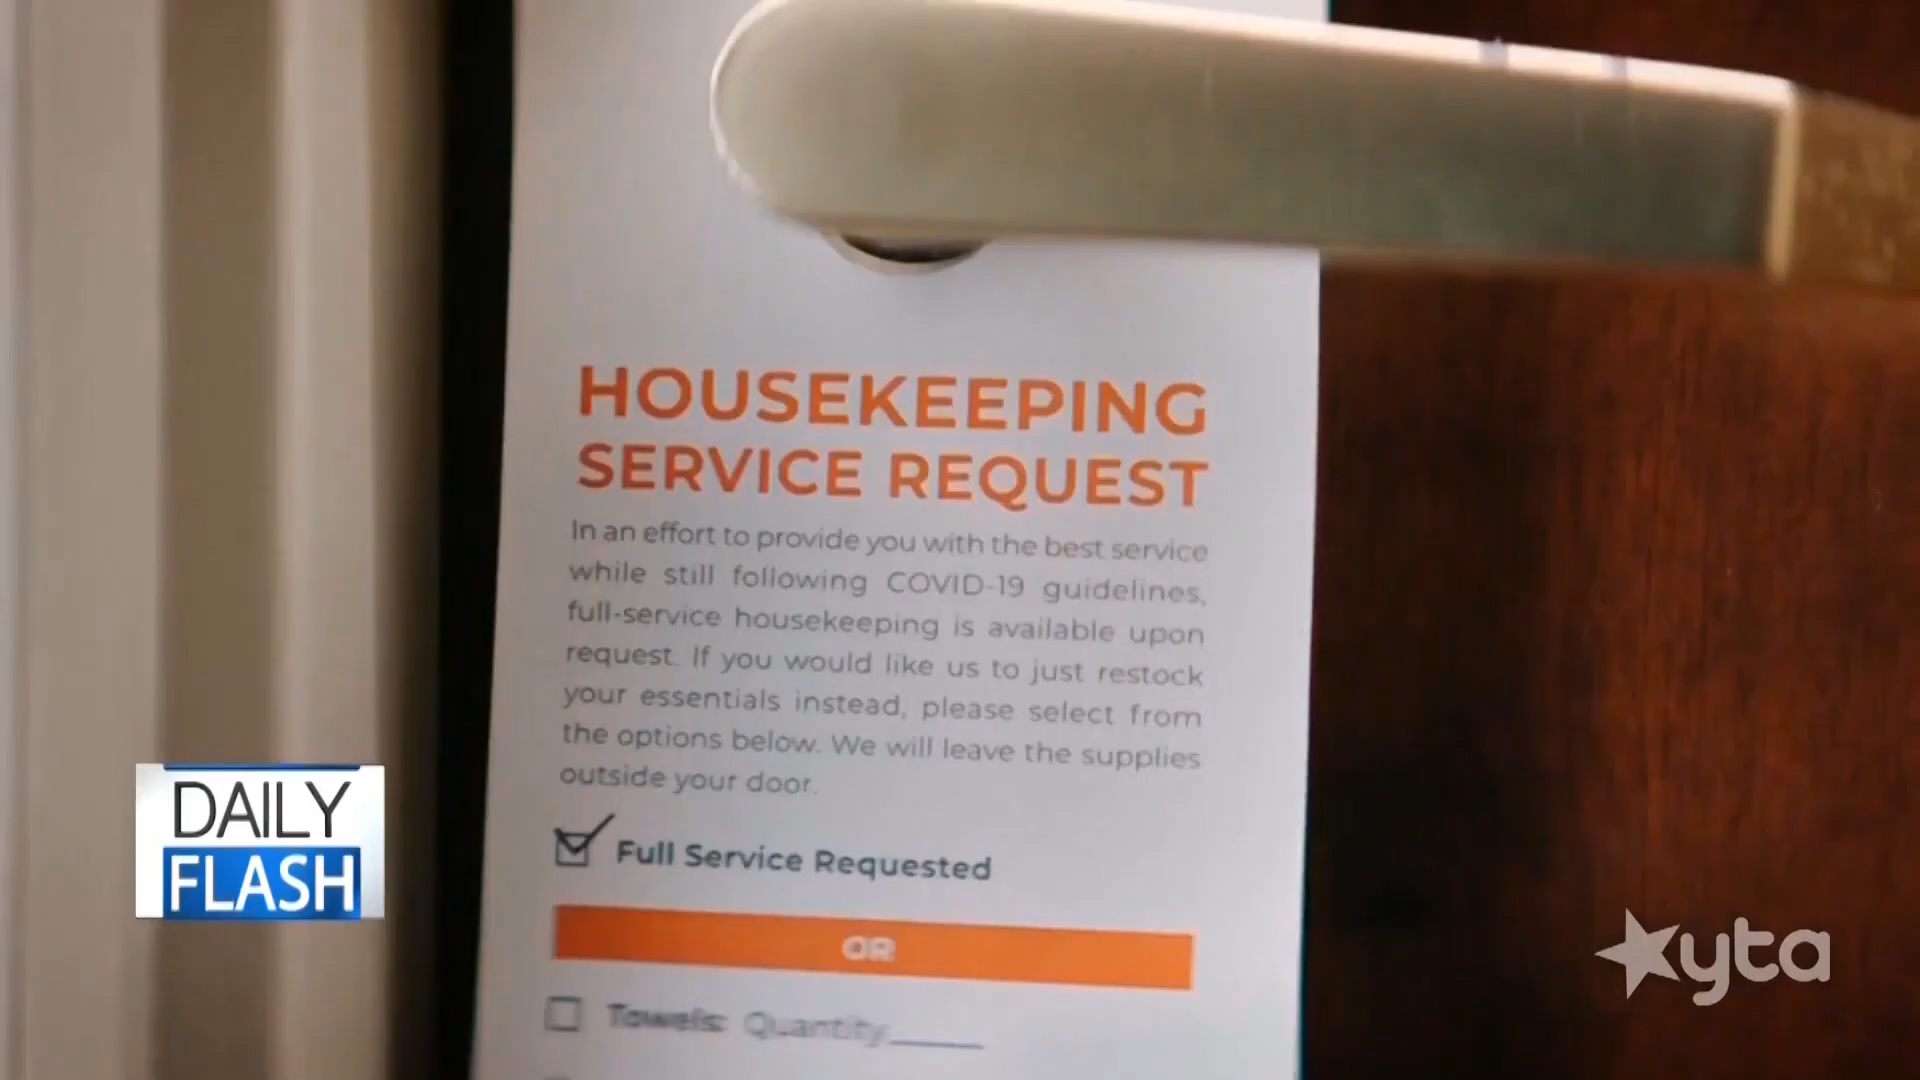 HOUSEKEEPING
SERVICE REQUEST
In an effort to provide you with the best service
while still following COVID-19 guidelines,
full-service housekeeping is available upon
request. If you would like us to just restock
your essentials instead, please select from
the options below. We will leave the supplies
outside your door.
Full Service Requested
OR
Towels: Quantity_____
DAILY
FLASH
yta